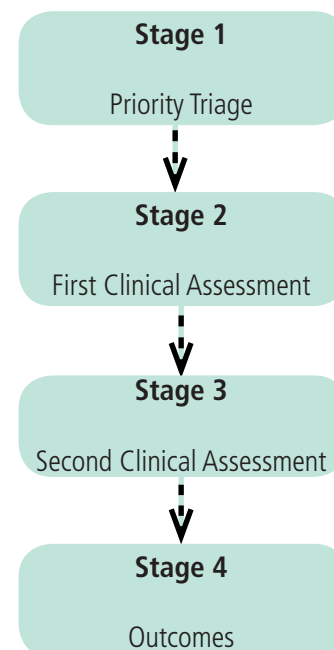 Stage 1
Priority Triage
Stage 2
First Clinical Assessment
Stage 3
Second Clinical Assessment
Stage 4
Outcomes